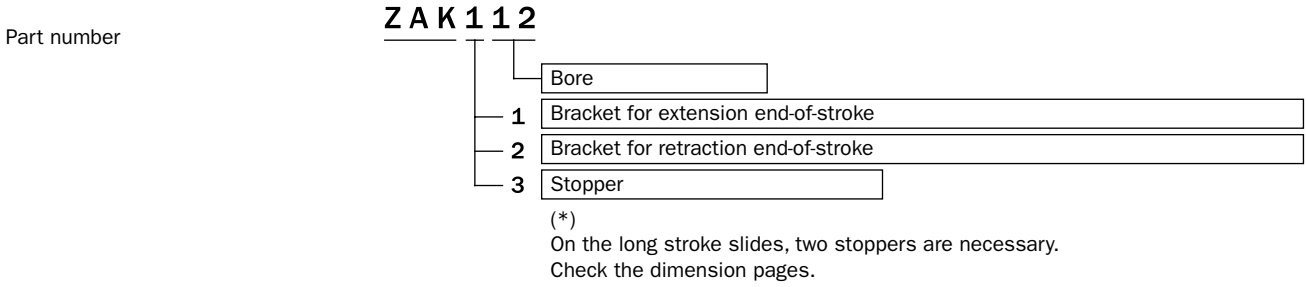 ZAK112
Part number
Bore
1 Bracket for extension end-of-stroke
2 Bracket for retraction end-of-stroke
3 Stopper
(*)
On the long stroke slides, two stoppers are necessary.
Check the dimension pages.